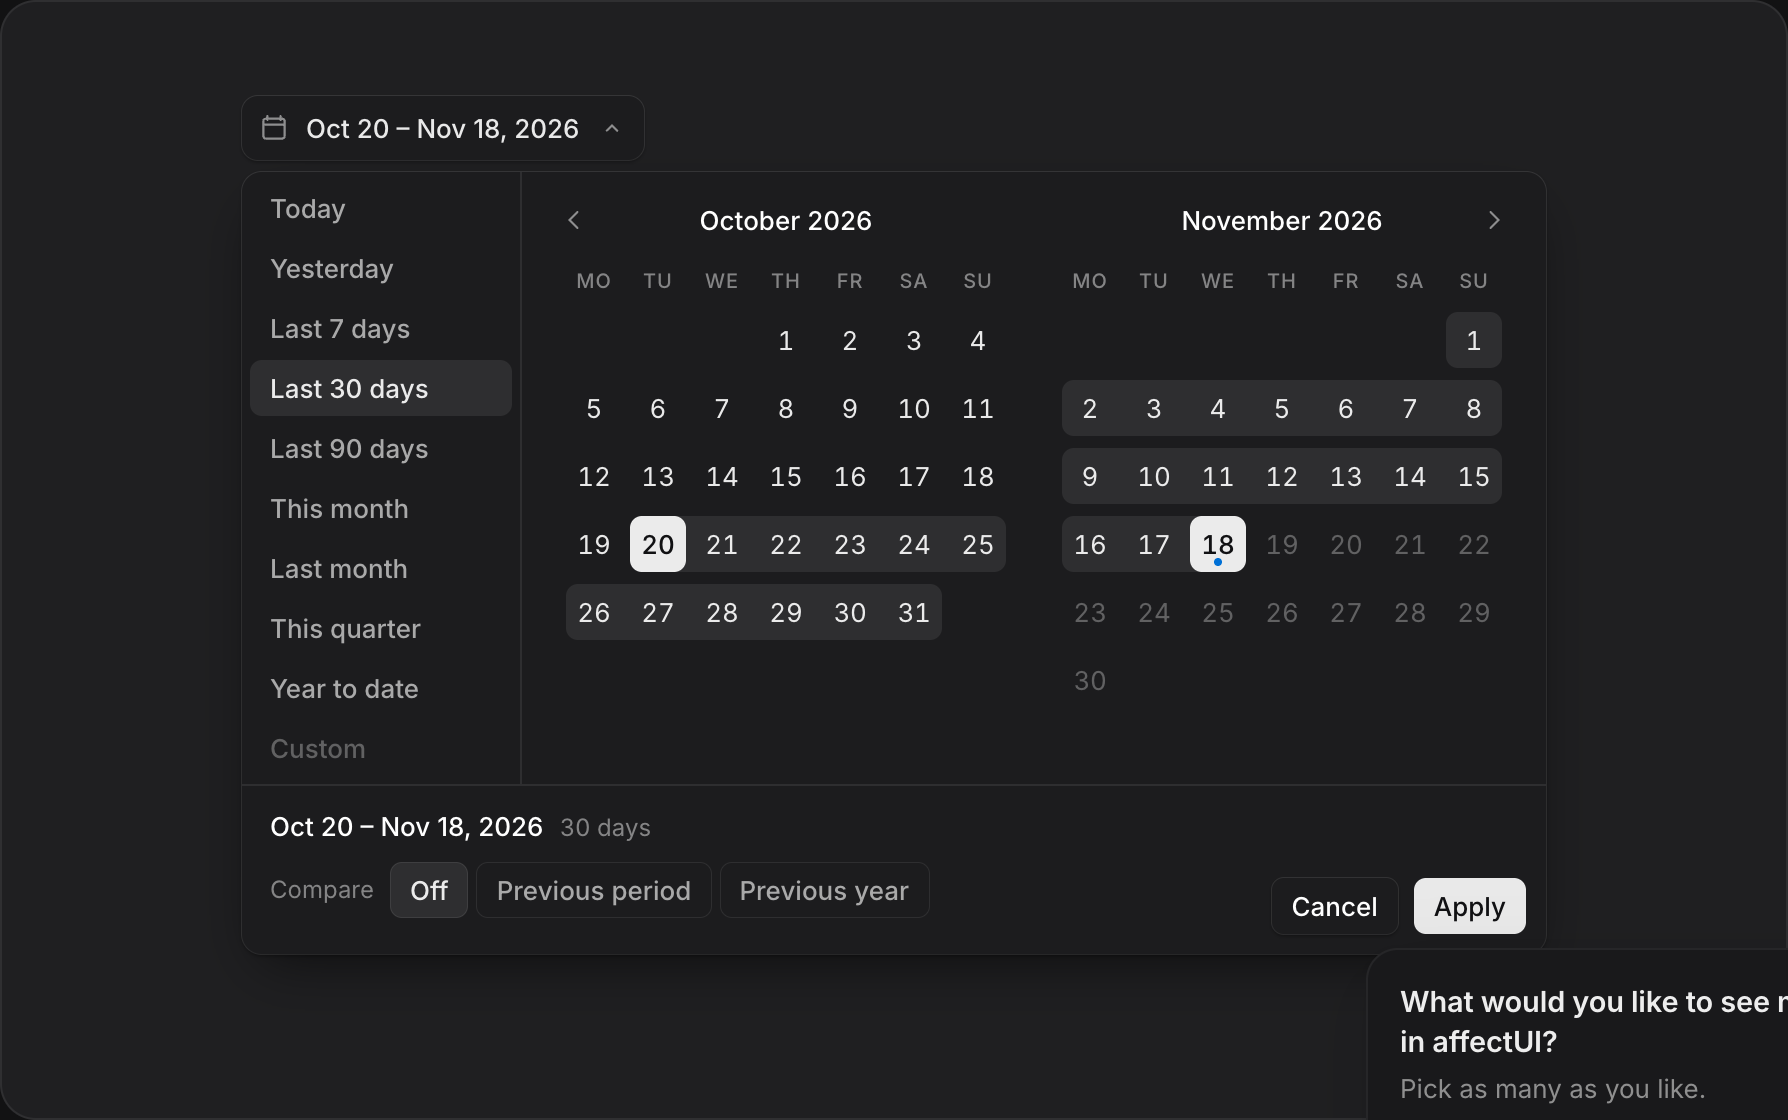 Oct 20 – Nov 18, 2026
Today
Yesterday
Last 7 days
Last 30 days
Last 90 days
This month
Last month
This quarter
Year to date
Custom
October 2026
MO TU WE TH FR SA SU
1 2 3 4
5 6 7 8 9 10 11
12 13 14 15 16 17 18
19 20 21 22 23 24 25
26 27 28 29 30 31
November 2026
MO TU WE TH FR SA SU
1
2 3 4 5 6 7 8
9 10 11 12 13 14 15
16 17 18 19 20 21 22
23 24 25 26 27 28 29
30
Oct 20 – Nov 18, 2026 30 days
Compare Off Previous period Previous year
Cancel Apply
What would you like to see
in affectUI?
Pick as many as you like.